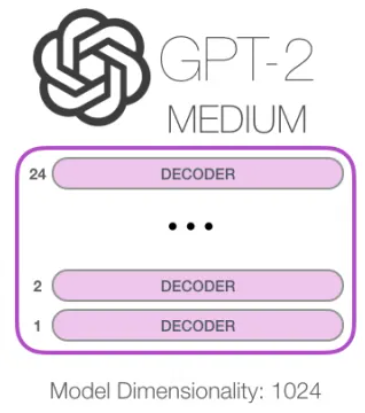 GPT-2
MEDIUM
24 DECODER
...
2 DECODER
1 DECODER
Model Dimensionality: 1024